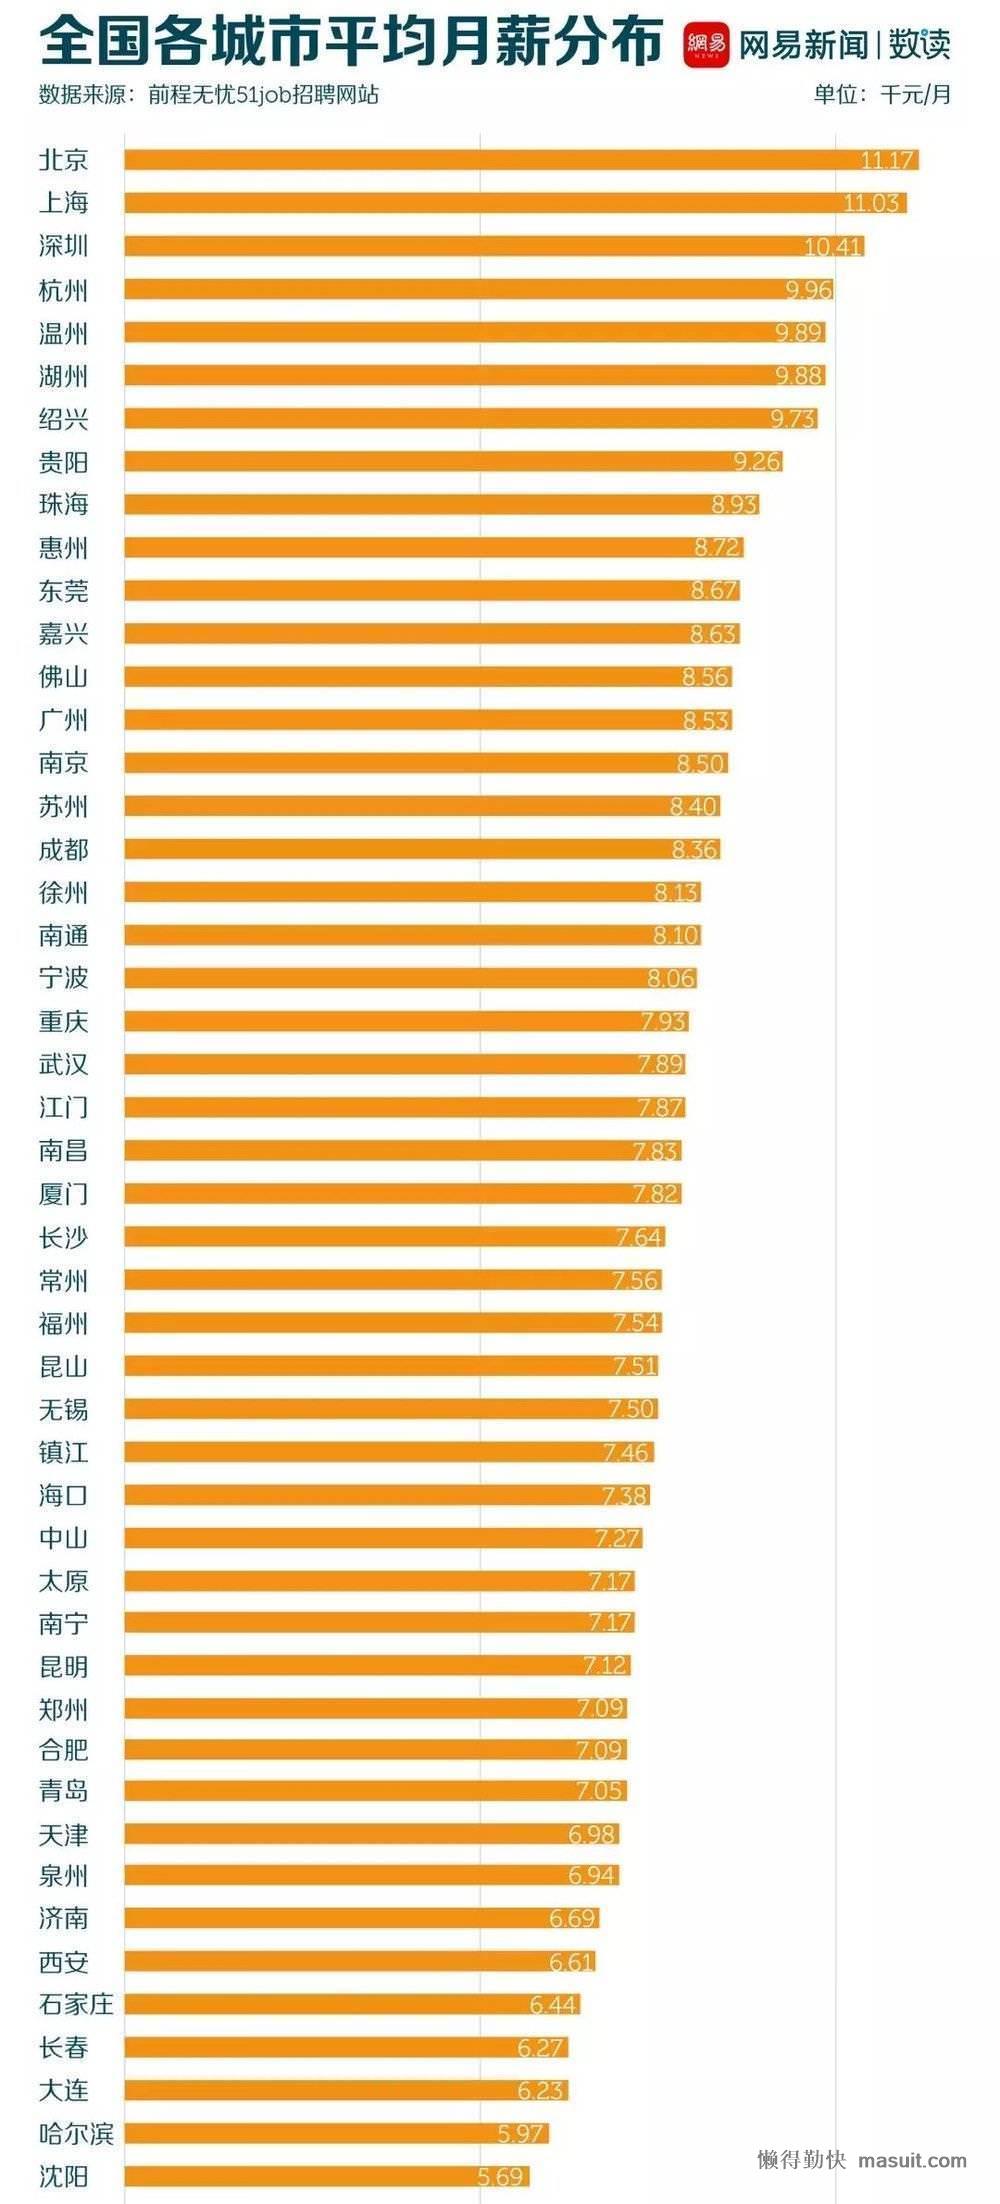 全国各城市平均月薪分布 網易 NEWS 网易新闻 | 数读
数据来源：前程无忧51job招聘网站 单位：千元/月
北京 11.17
上海 11.03
深圳 10.41
杭州 9.96
温州 9.89
湖州 9.88
绍兴 9.73
贵阳 9.26
珠海 8.93
惠州 8.72
东莞 8.67
嘉兴 8.63
佛山 8.56
广州 8.53
南京 8.50
苏州 8.40
成都 8.36
徐州 8.13
南通 8.10
宁波 8.06
重庆 7.93
武汉 7.89
江门 7.87
南昌 7.83
厦门 7.82
长沙 7.64
常州 7.56
福州 7.54
昆山 7.51
无锡 7.50
镇江 7.46
海口 7.38
中山 7.27
太原 7.17
南宁 7.17
昆明 7.12
郑州 7.09
合肥 7.09
青岛 7.05
天津 6.98
泉州 6.94
济南 6.69
西安 6.61
石家庄 6.44
长春 6.27
大连 6.23
哈尔滨 5.97
沈阳 5.69
懒得勤快 masuit.com